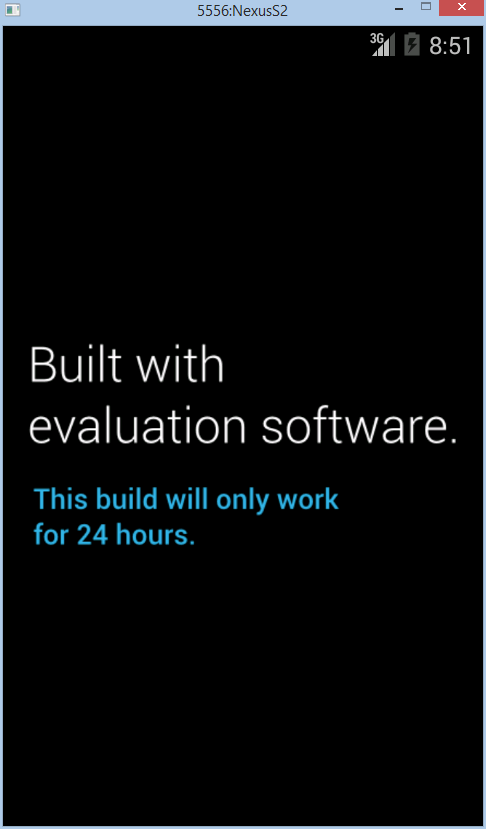 5556:NexusS2
3G 8:51
Built with
evaluation software.
This build will only work
for 24 hours.